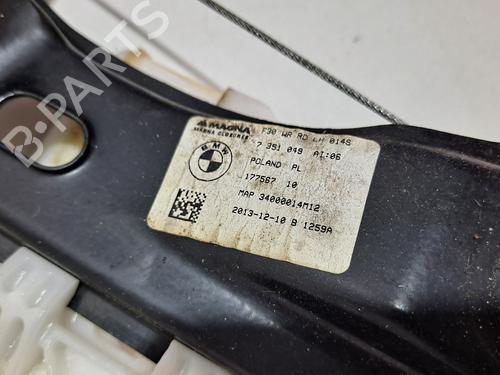 MAGNA
MAGNA CLOSURES
F30 WR RD LH 014S
7 351 049 AI:06
BMW
POLAND PL
177567 10
MAP 34000014M12
2013-12-10 B 1259A
B-PARTS